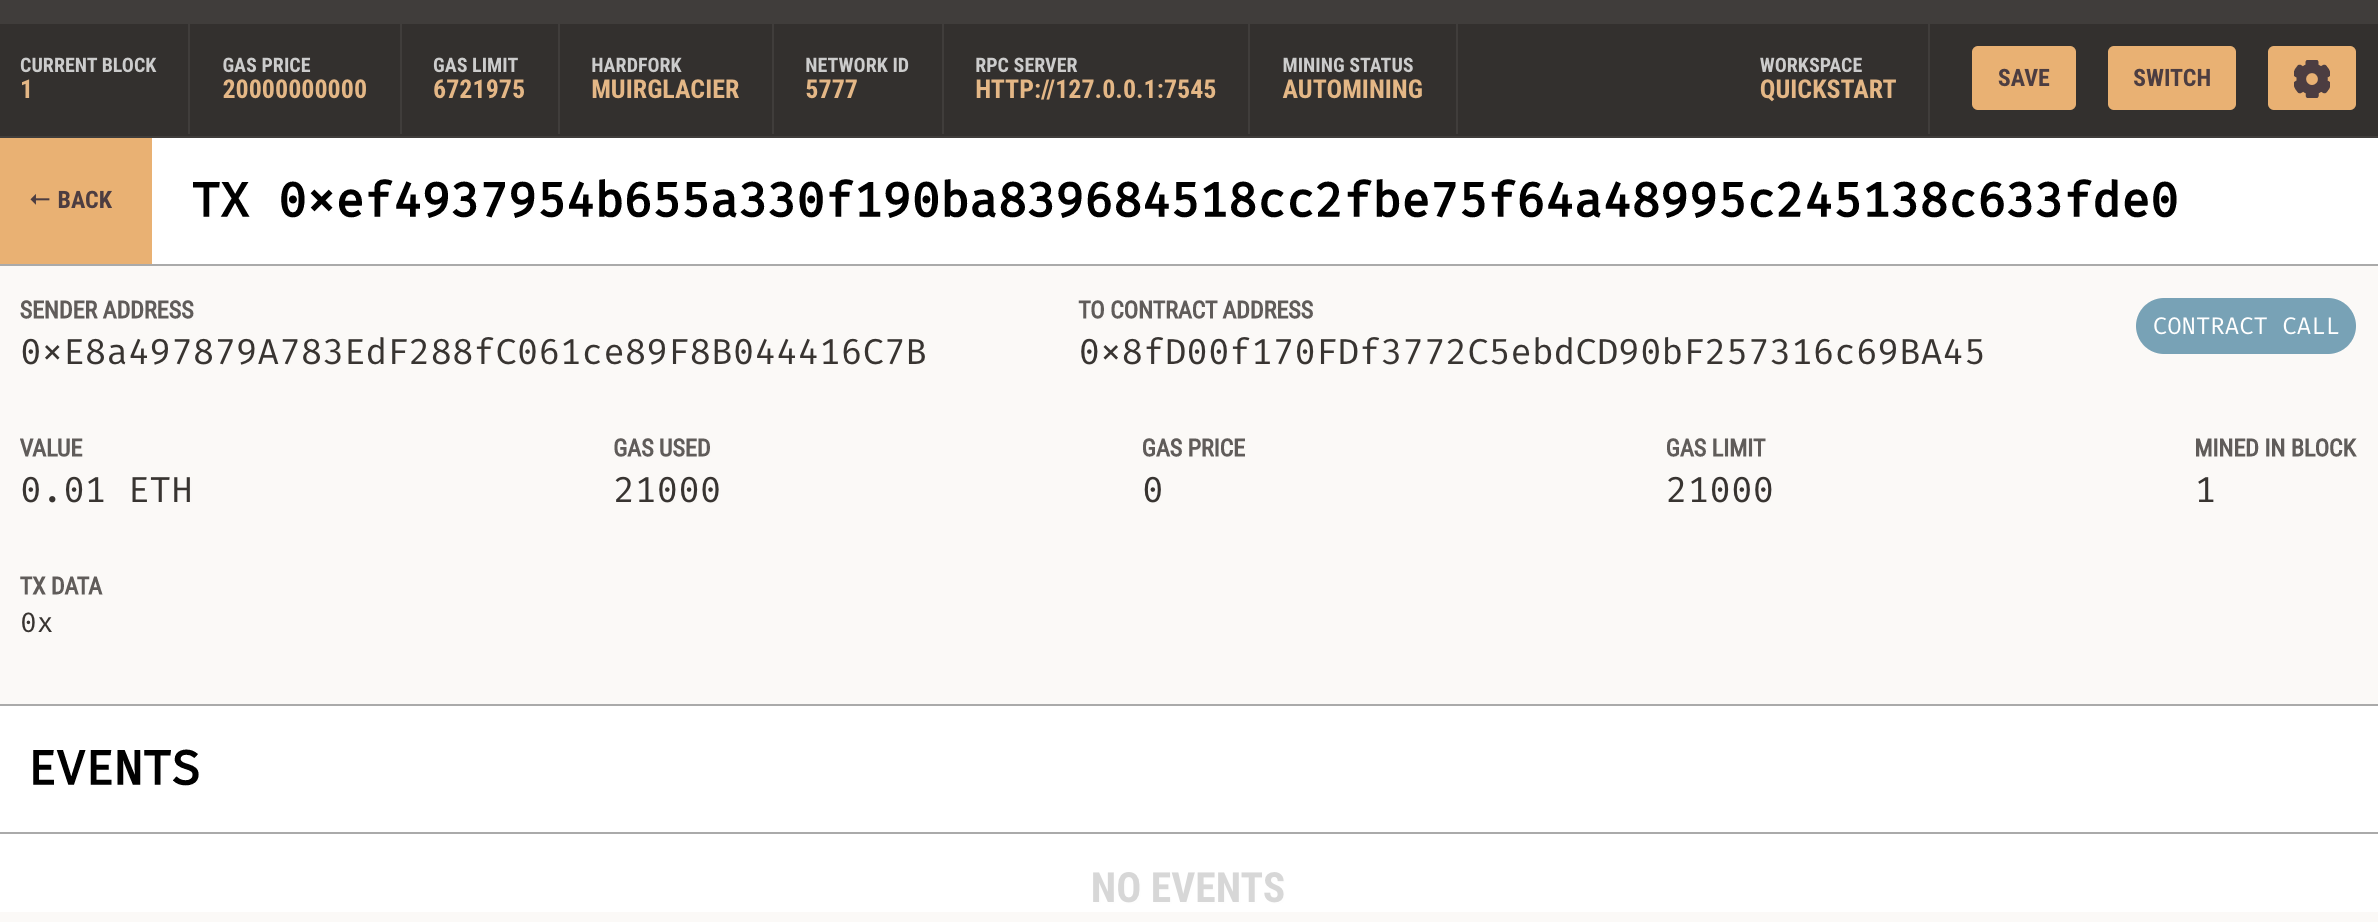 CURRENT BLOCK
1
GAS PRICE
20000000000
GAS LIMIT
6721975
HARDFORK
MUIRGLACIER
NETWORK ID
5777
RPC SERVER
HTTP://127.0.0.1:7545
MINING STATUS
AUTOMINING
WORKSPACE
QUICKSTART
SAVE
SWITCH
← BACK
TX 0×ef4937954b655a330f190ba839684518cc2fbe75f64a48995c245138c633fde0
SENDER ADDRESS
0×E8a497879A783EdF288fC061ce89F8B044416C7B
TO CONTRACT ADDRESS
0×8fD00f170FDf3772C5ebdCD90bF257316c69BA45
CONTRACT CALL
VALUE
0.01 ETH
GAS USED
21000
GAS PRICE
0
GAS LIMIT
21000
MINED IN BLOCK
1
TX DATA
0x
EVENTS
NO EVENTS